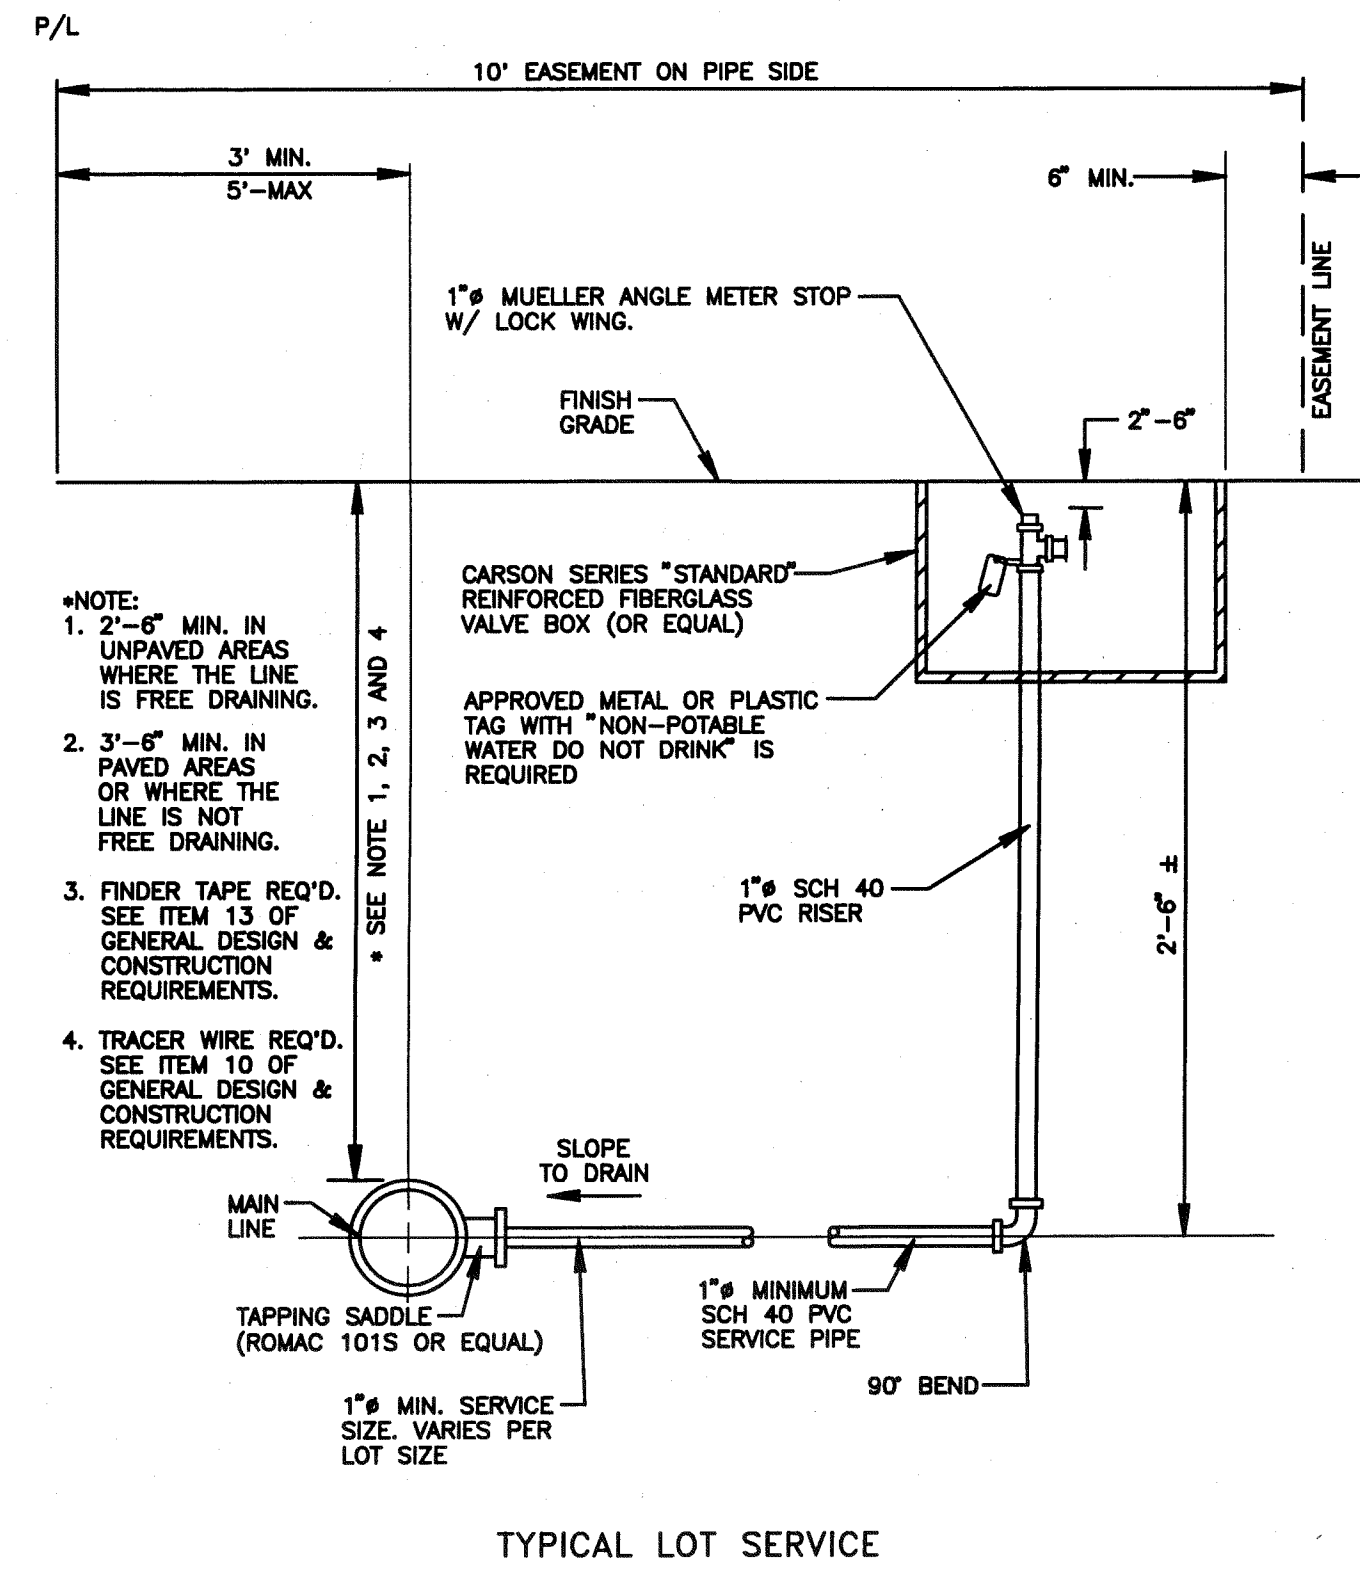 P/L
10' EASEMENT ON PIPE SIDE
3' MIN.
5'-MAX
6" MIN.
EASEMENT LINE
1"ø MUELLER ANGLE METER STOP
W/ LOCK WING.
FINISH
GRADE
2"-6"
CARSON SERIES "STANDARD"
REINFORCED FIBERGLASS
VALVE BOX (OR EQUAL)
*NOTE:
1. 2'-6" MIN. IN
UNPAVED AREAS
WHERE THE LINE
IS FREE DRAINING.
2. 3'-6" MIN. IN
PAVED AREAS
OR WHERE THE
LINE IS NOT
FREE DRAINING.
3. FINDER TAPE REQ'D.
SEE ITEM 13 OF
GENERAL DESIGN &
CONSTRUCTION
REQUIREMENTS.
4. TRACER WIRE REQ'D.
SEE ITEM 10 OF
GENERAL DESIGN &
CONSTRUCTION
REQUIREMENTS.
* SEE NOTE 1, 2, 3 AND 4
APPROVED METAL OR PLASTIC
TAG WITH "NON-POTABLE
WATER DO NOT DRINK" IS
REQUIRED
1"ø SCH 40
PVC RISER
2'-6" ±
SLOPE
TO DRAIN
MAIN
LINE
TAPPING SADDLE
(ROMAC 101S OR EQUAL)
1"ø MINIMUM
SCH 40 PVC
SERVICE PIPE
90° BEND
1"ø MIN. SERVICE
SIZE. VARIES PER
LOT SIZE
TYPICAL LOT SERVICE